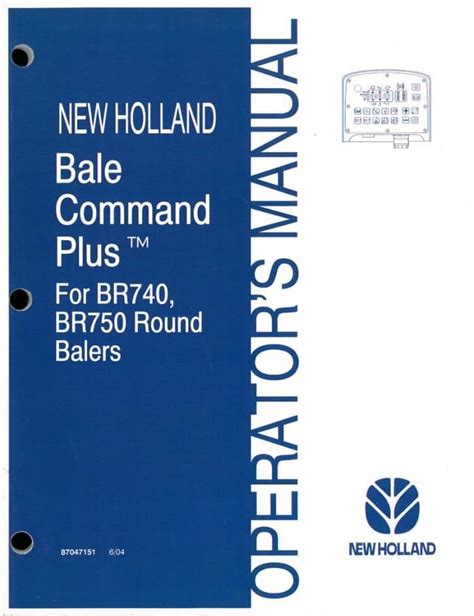 NEW HOLLAND
Bale
Command
Plus™
For BR740,
BR750 Round
Balers
87047151 6/04
OPERATOR'S MANUAL
NEW HOLLAND